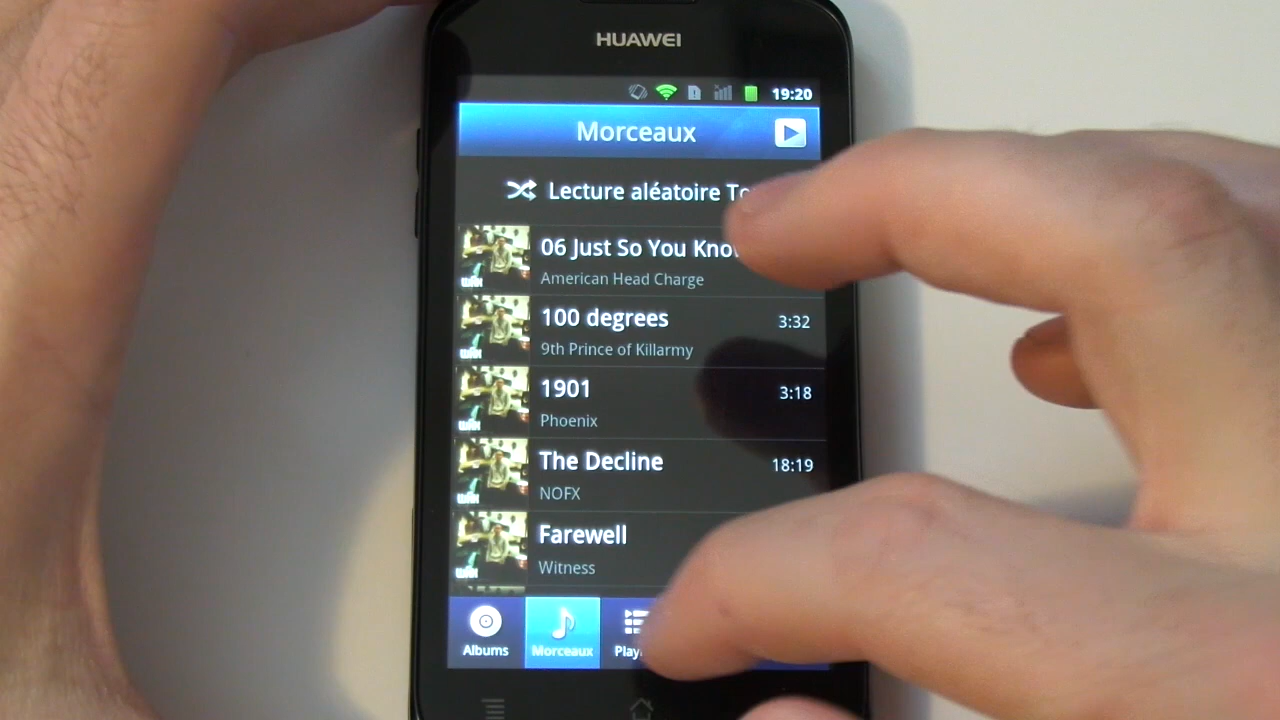 HUAWEI
19:20
Morceaux
Lecture aléatoire
06 Just So You
American Head Charge
100 degrees
3:32
9th Prince of Killarmy
1901
3:18
Phoenix
The Decline
18:19
NOFX
Farewell
Witness
Albums
Morceaux